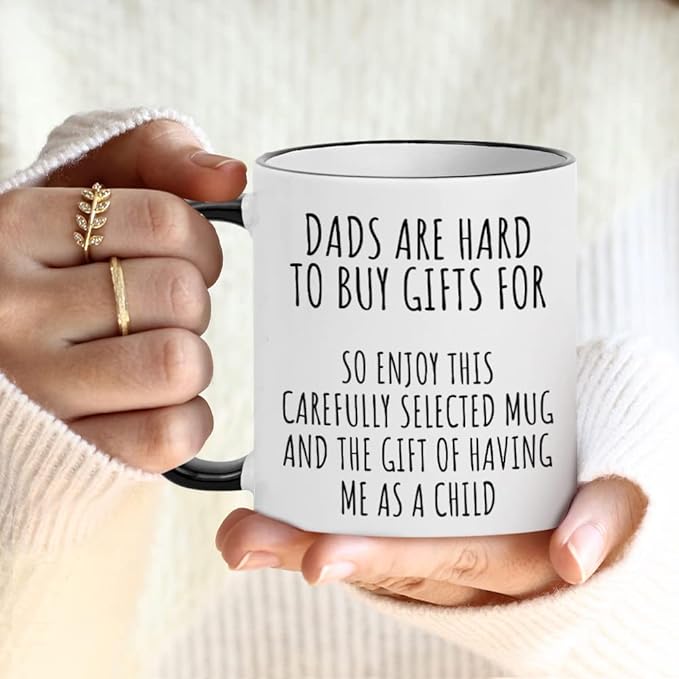 DADS ARE HARD
TO BUY GIFTS FOR
SO ENJOY THIS
CAREFULLY SELECTED MUG
AND THE GIFT OF HAVING
ME AS A CHILD